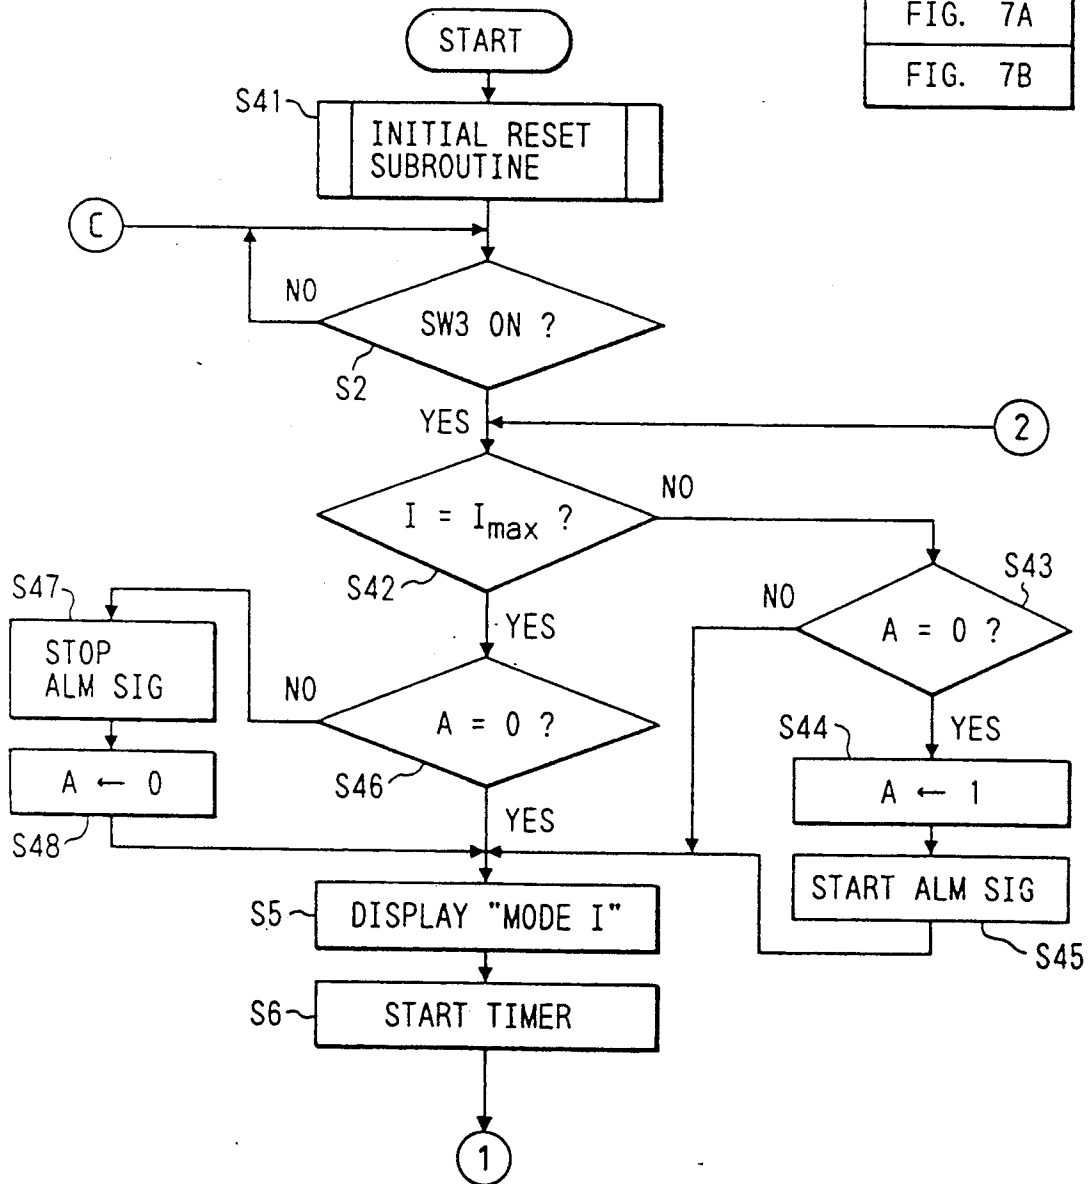 FIG. 7A
FIG. 7B
START
S41
INITIAL RESET
SUBROUTINE
C
NO
SW3 ON ?
S2
YES
2
I = Imax ?
NO
S42
YES
S43
NO
A = 0 ?
S47
STOP
ALM SIG
NO
A = 0 ?
S46
YES
S44
YES
A ← 1
A ← 0
S48
START ALM SIG
S45
S5
DISPLAY "MODE I"
S6
START TIMER
1